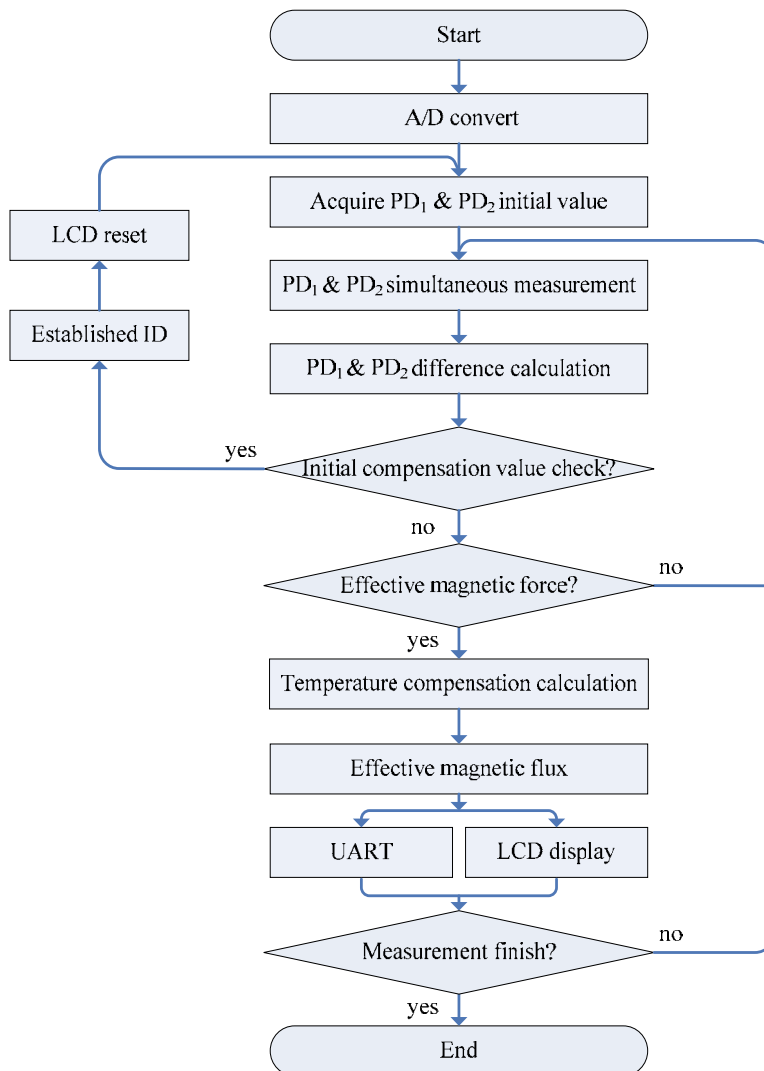 Start
A/D convert
Acquire PD₁ & PD₂ initial value
LCD reset
PD₁ & PD₂ simultaneous measurement
Established ID
PD₁ & PD₂ difference calculation
yes
Initial compensation value check?
no
Effective magnetic force?
no
yes
Temperature compensation calculation
Effective magnetic flux
UART
LCD display
no
Measurement finish?
yes
End